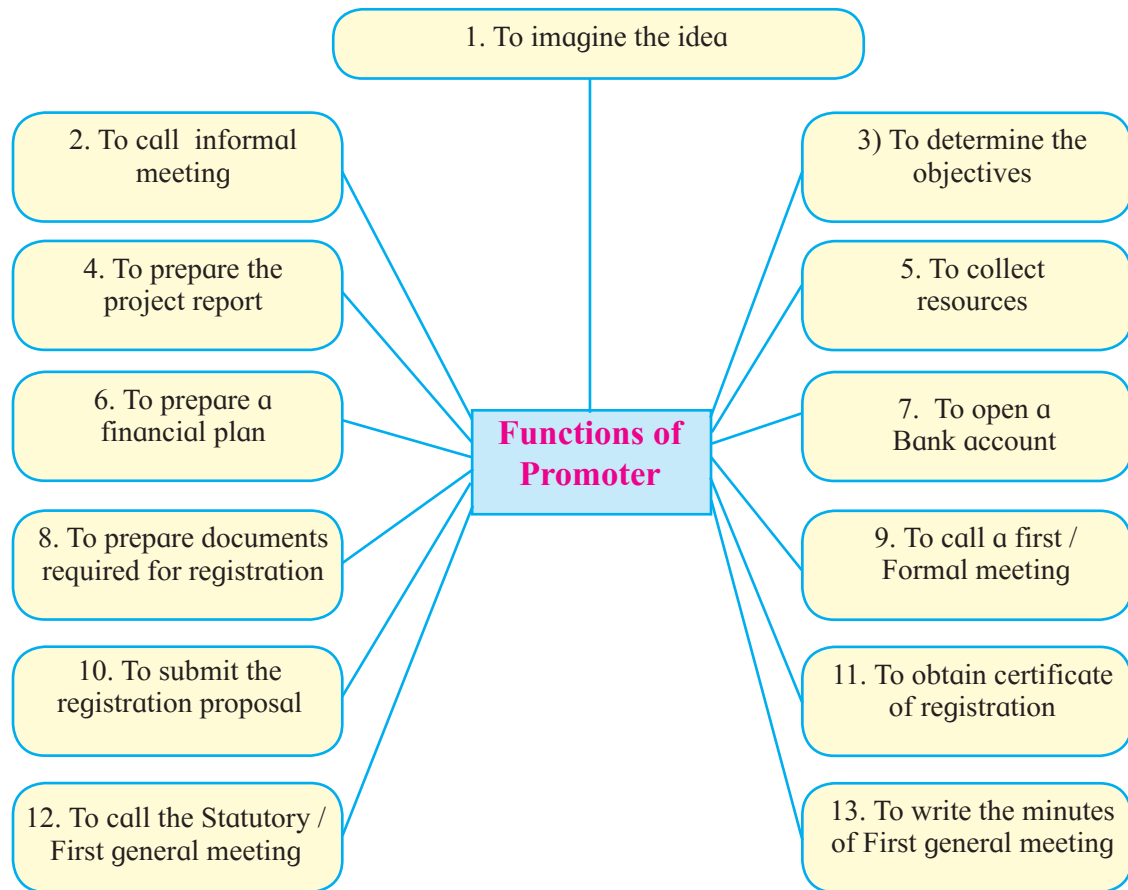 1. To imagine the idea
2. To call informal
meeting
3) To determine the
objectives
4. To prepare the
project report
5. To collect
resources
6. To prepare a
financial plan
7. To open a
Bank account
Functions of
Promoter
8. To prepare documents
required for registration
9. To call a first /
Formal meeting
10. To submit the
registration proposal
11. To obtain certificate
of registration
12. To call the Statutory /
First general meeting
13. To write the minutes
of First general meeting